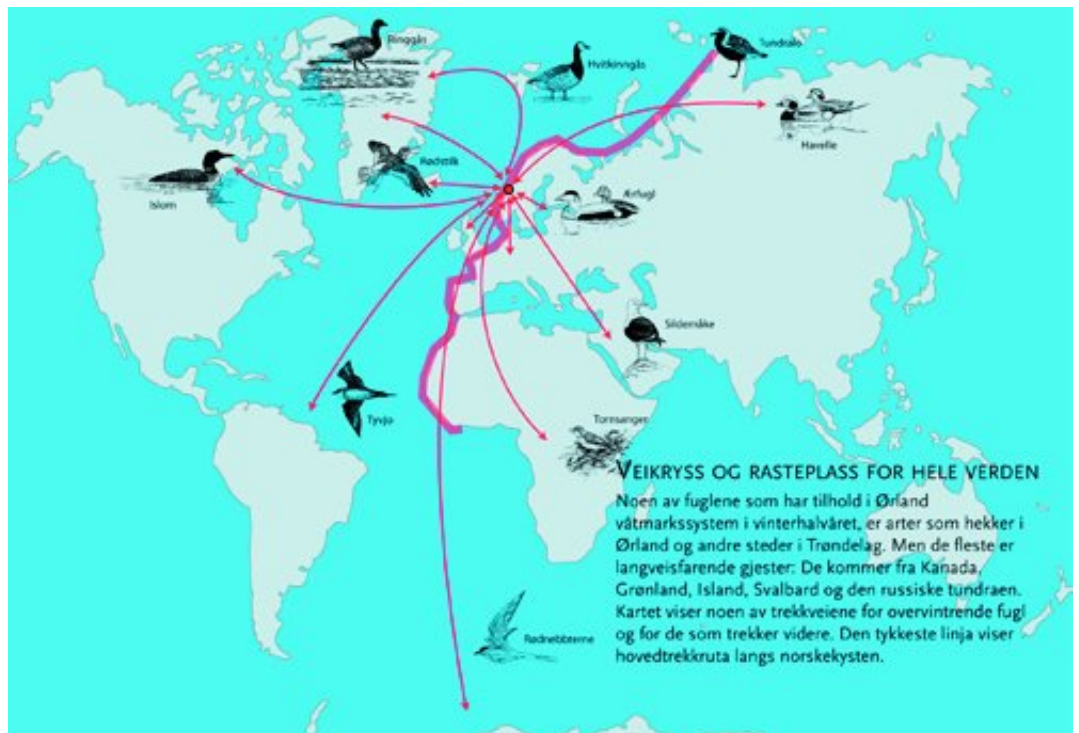 Ringgås
Hvitkinngås
Tundralo
Havelle
Rødstilk
Islom
Ærfugl
Sildemåke
Tyvjo
Tornsanger
VEIKRYSS OG RASTEPLASS FOR HELE VERDEN
Noen av fuglene som har tilhold i Ørland
våtmarkssystem i vinterhalvåret, er arter som hekker i
Ørland og andre steder i Trøndelag. Men de fleste er
langveisfarende gjester: De kommer fra Kanada,
Grønland, Island, Svalbard og den russiske tundraen.
Kartet viser noen av trekkveiene for overvintrende fugl
og for de som trekker videre. Den tykkeste linja viser
hovedtrekkruta langs norskekysten.
Rødnebbterne